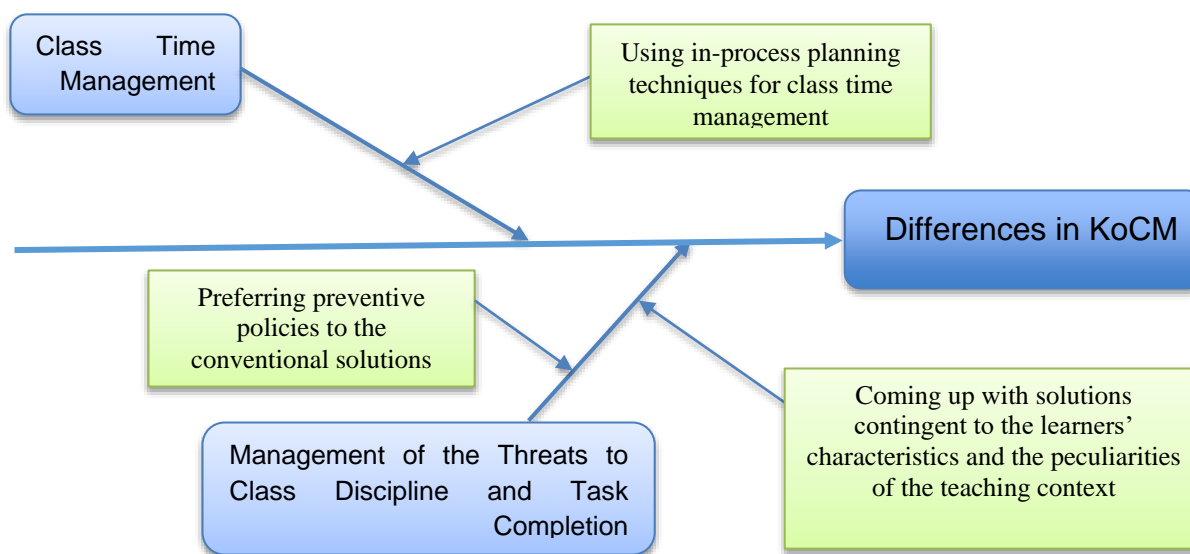 Class Time
Management
Using in-process planning
techniques for class time
management
Differences in KoCM
Preferring preventive
policies to the
conventional solutions
Management of the Threats to
Class Discipline and Task
Completion
Coming up with solutions
contingent to the learners’
characteristics and the peculiarities
of the teaching context